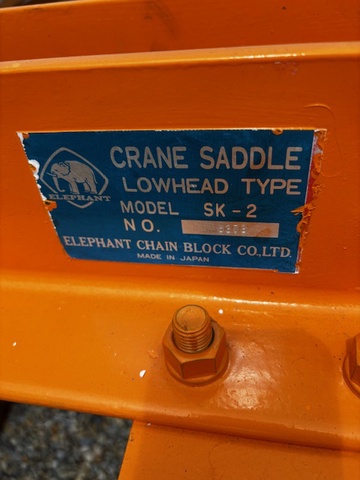 CRANE SADDLE
ELEPHANT
LOWHEAD TYPE
MODEL SK-2
NO.
ELEPHANT CHAIN BLOCK CO., LTD.
MADE IN JAPAN